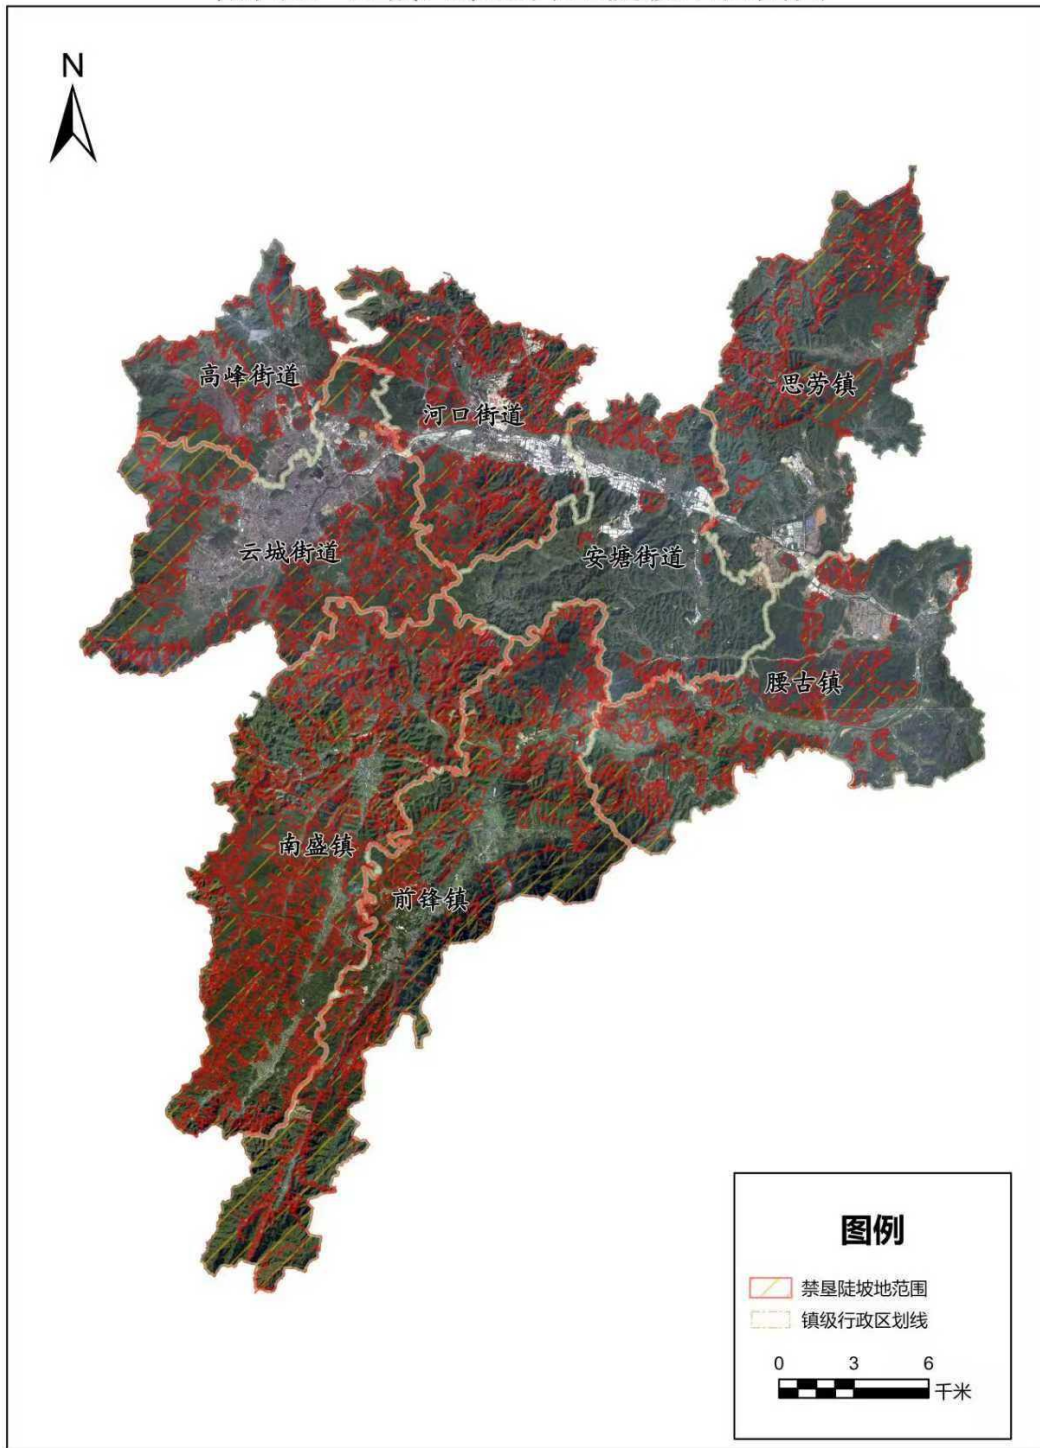 N
高峰街道
思劳镇
河口街道
云城街道
安塘街道
腰古镇
南盛镇
前锋镇
图例
禁垦陡坡地范围
镇级行政区划线
0 3 6
千米